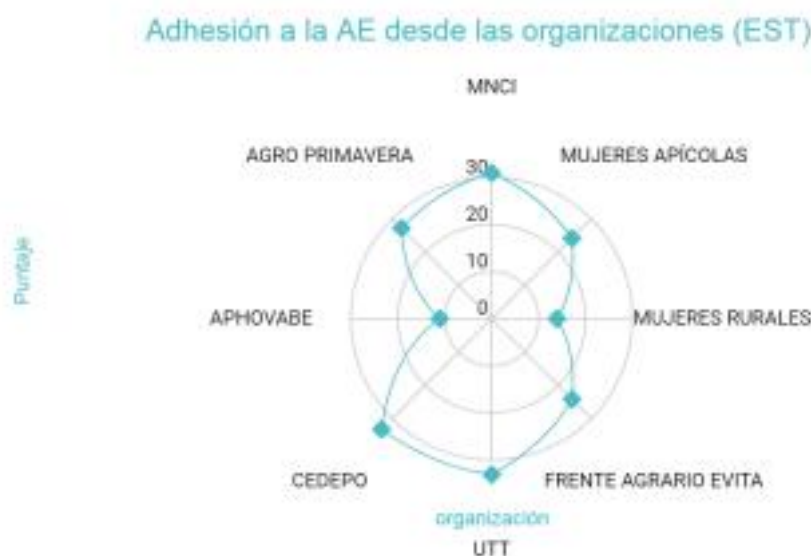 Adhesión a la AE desde las organizaciones (EST)
MNCI
AGRO PRIMAVERA
MUJERES APÍCOLAS
30
20
10
0
Puntaje
APHOVABE
MUJERES RURALES
CEDEPO
FRENTE AGRARIO EVITA
organización
UTT